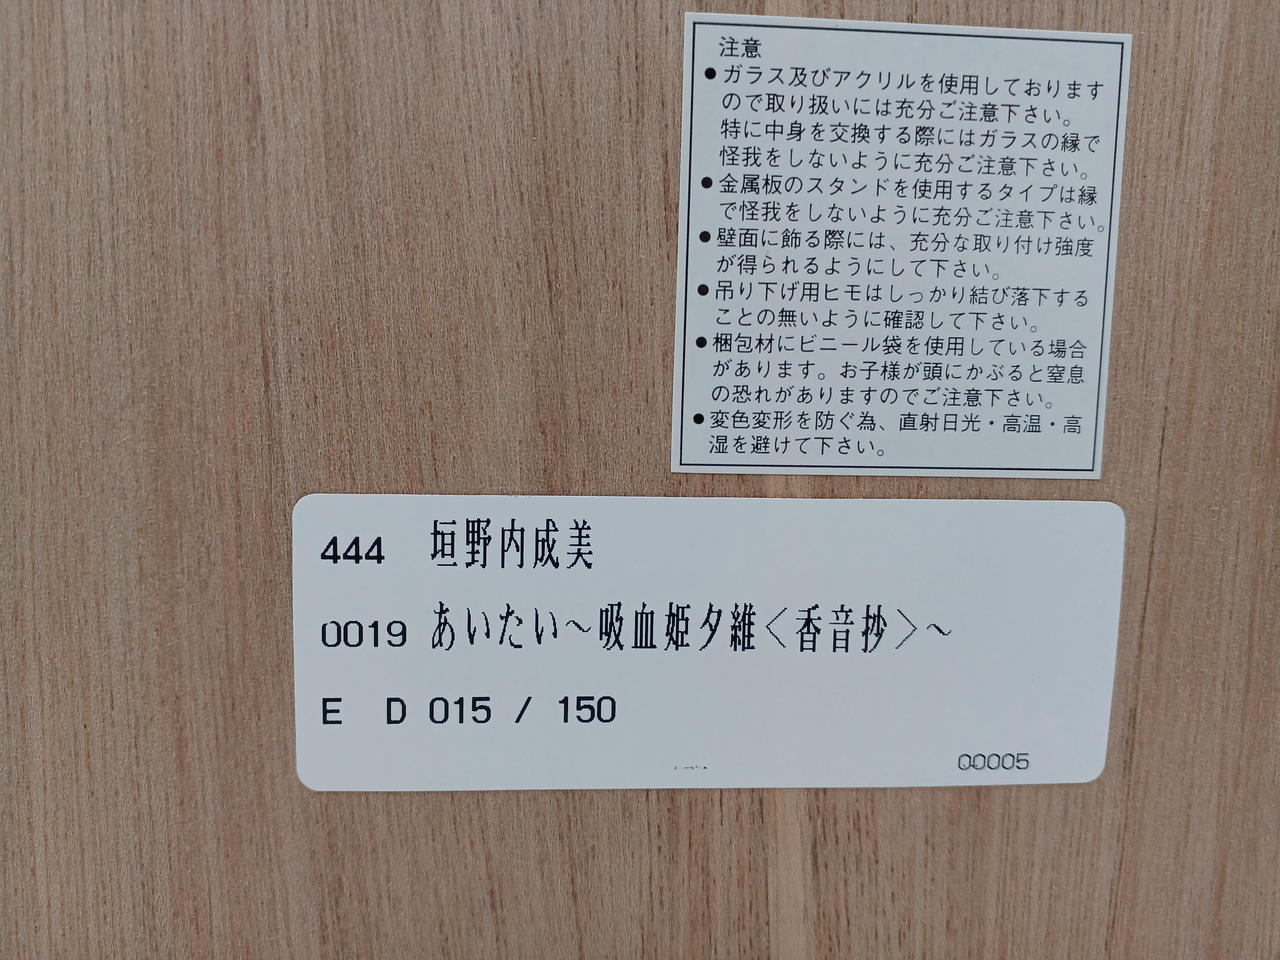 注意
●ガラス及びアクリルを使用しております
ので取り扱いには充分ご注意下さい。
特に中身を交換する際にはガラスの縁で
怪我をしないように充分ご注意下さい。
●金属板のスタンドを使用するタイプは縁
で怪我をしないように充分ご注意下さい。
●壁面に飾る際には、充分な取り付け強度
が得られるようにして下さい。
●吊り下げ用ヒモはしっかり結び落下する
ことの無いように確認して下さい。
●梱包材にビニール袋を使用している場合
があります。お子様が頭にかぶると窒息
の恐れがありますのでご注意下さい。
●変色変形を防ぐ為、直射日光・高温・高
湿を避けて下さい。
444 垣野内成美
0019 あいたい～吸血姫夕維＜香音抄＞～
E D 015 / 150
00005